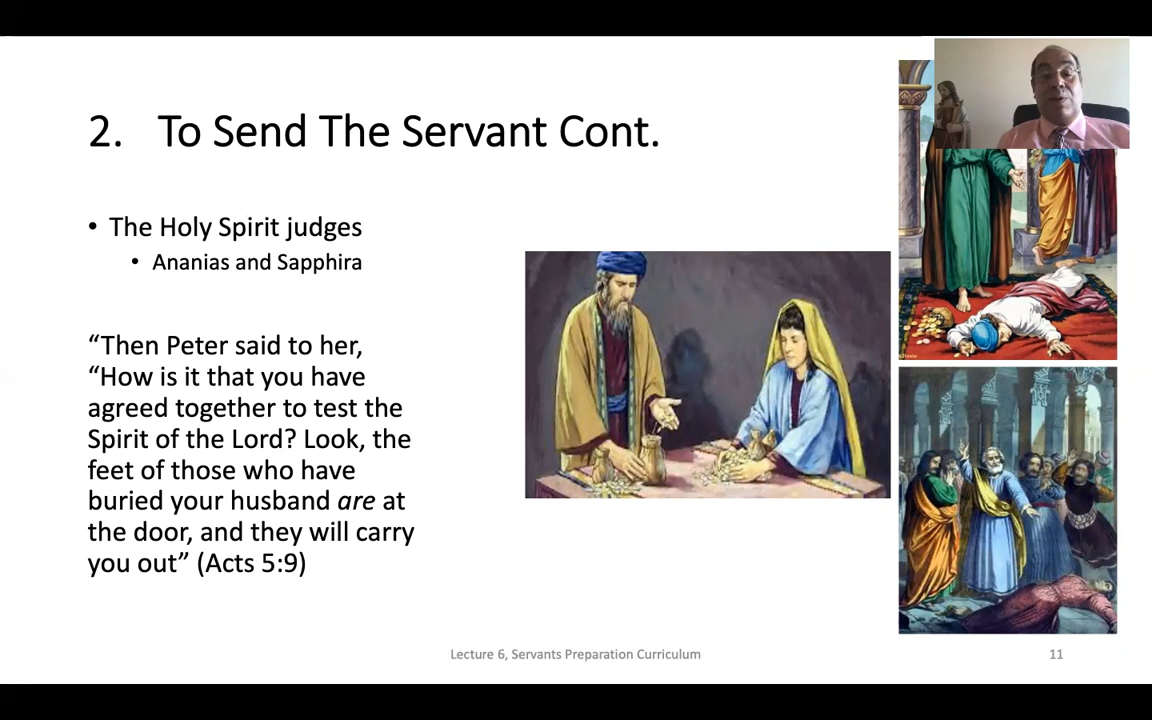 2. To Send The Servant Cont.
• The Holy Spirit judges
• Ananias and Sapphira
“Then Peter said to her,
“How is it that you have
agreed together to test the
Spirit of the Lord? Look, the
feet of those who have
buried your husband are at
the door, and they will carry
you out” (Acts 5:9)
Lecture 6, Servants Preparation Curriculum
11